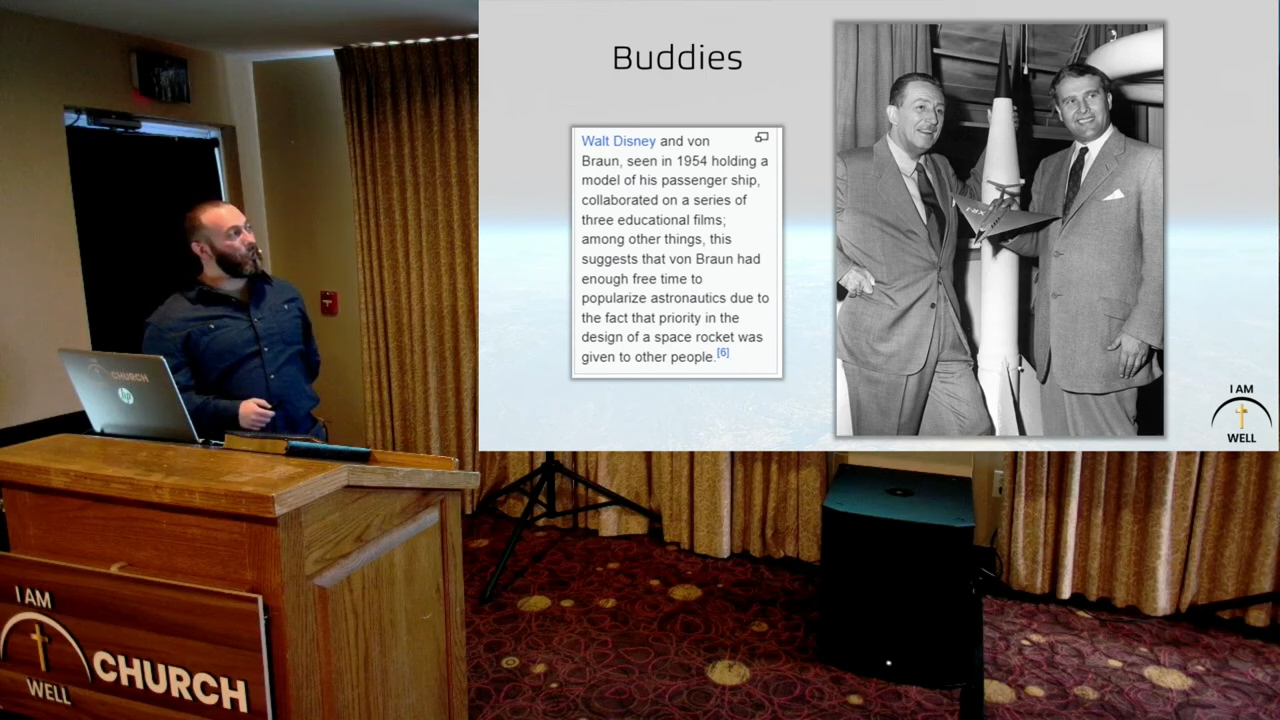 Buddies
Walt Disney and von
Braun, seen in 1954 holding a
model of his passenger ship,
collaborated on a series of
three educational films;
among other things, this
suggests that von Braun had
enough free time to
popularize astronautics due to
the fact that priority in the
design of a space rocket was
given to other people.[6]
I AM
WELL
CHURCH
hp
I AM
WELL
CHURCH